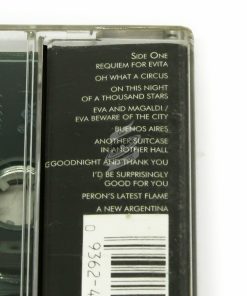 SIDE ONE
REQUIEM FOR EVITA
OH WHAT A CIRCUS
ON THIS NIGHT
OF A THOUSAND STARS
EVA AND MAGALDI /
EVA BEWARE OF THE CITY
BUENOS AIRES
ANOTHER SUITCASE
IN ANOTHER HALL
GOODNIGHT AND THANK YOU
I'D BE SURPRISINGLY
GOOD FOR YOU
PERON'S LATEST FLAME
A NEW ARGENTINA
0 9362-4